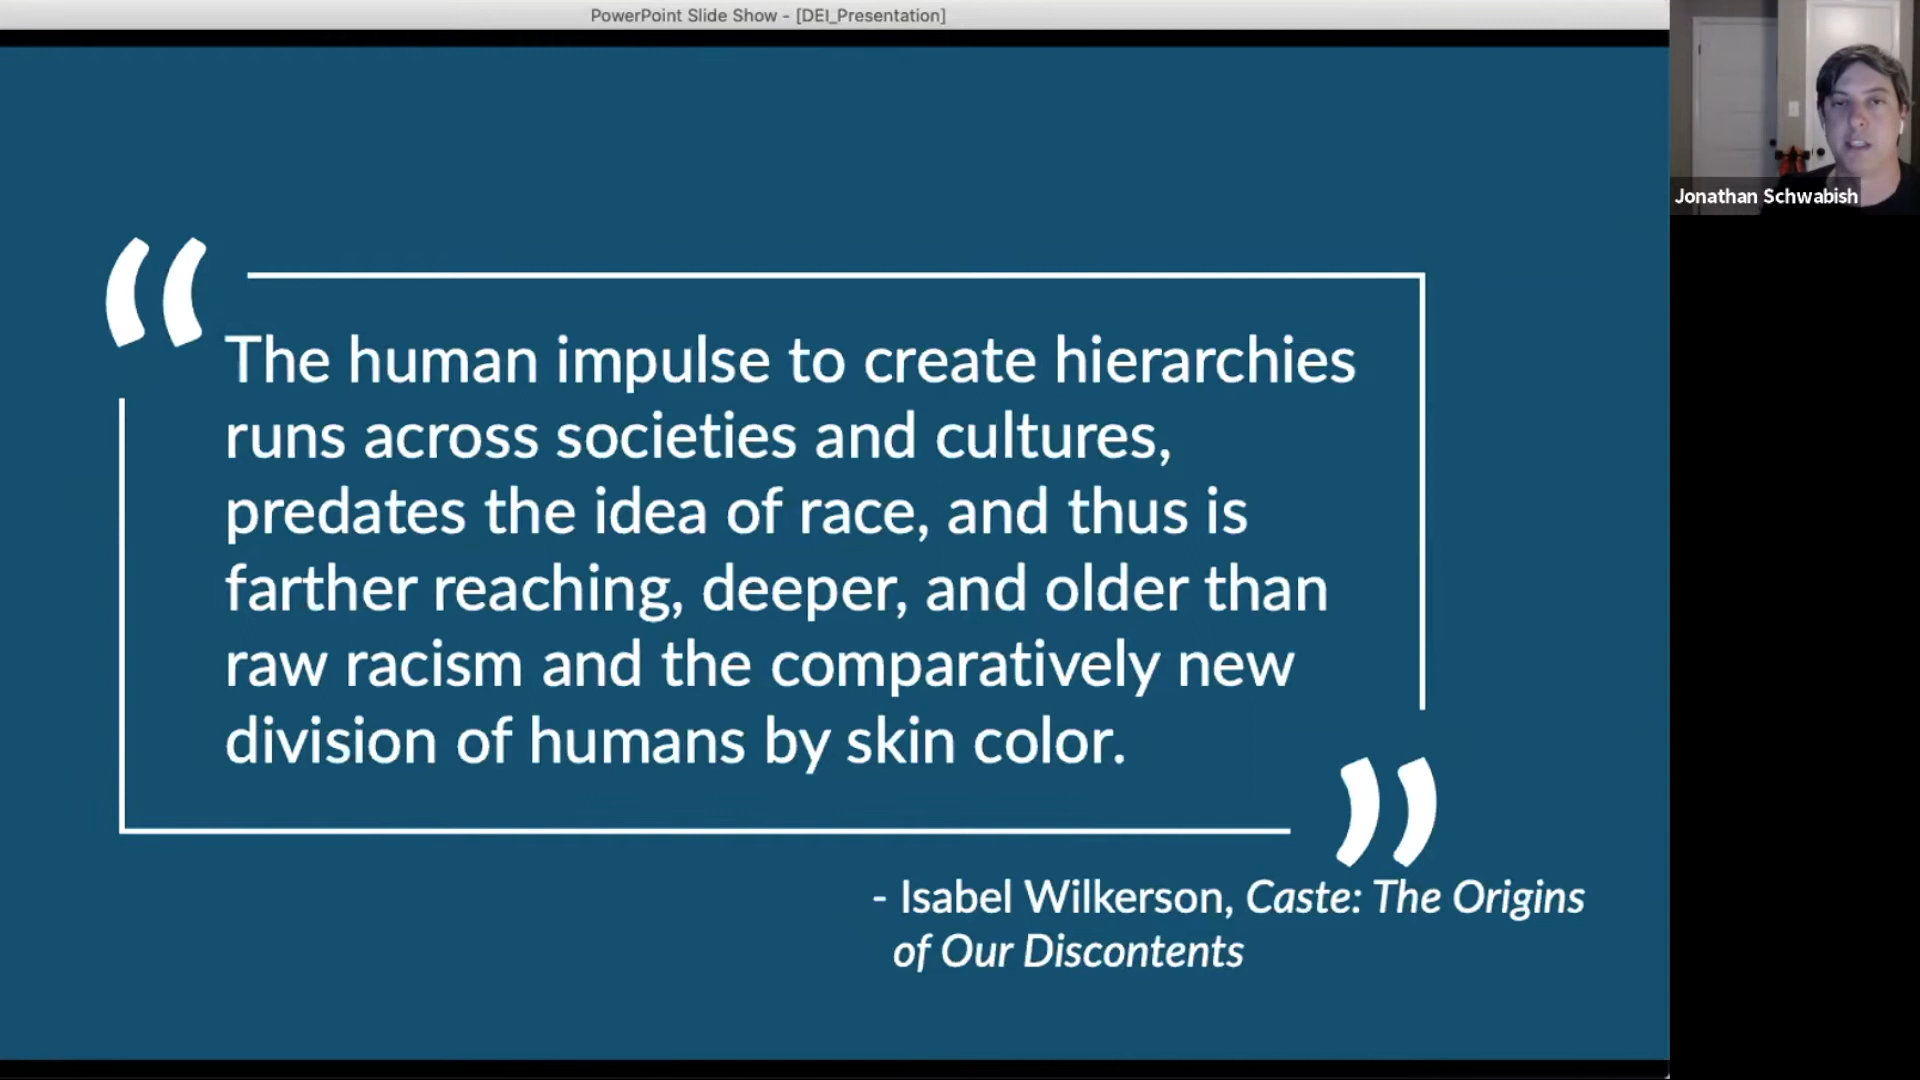 PowerPoint Slide Show - [DEI_Presentation]
Jonathan Schwabish
“
The human impulse to create hierarchies
runs across societies and cultures,
predates the idea of race, and thus is
farther reaching, deeper, and older than
raw racism and the comparatively new
division of humans by skin color.
”
- Isabel Wilkerson, Caste: The Origins
of Our Discontents